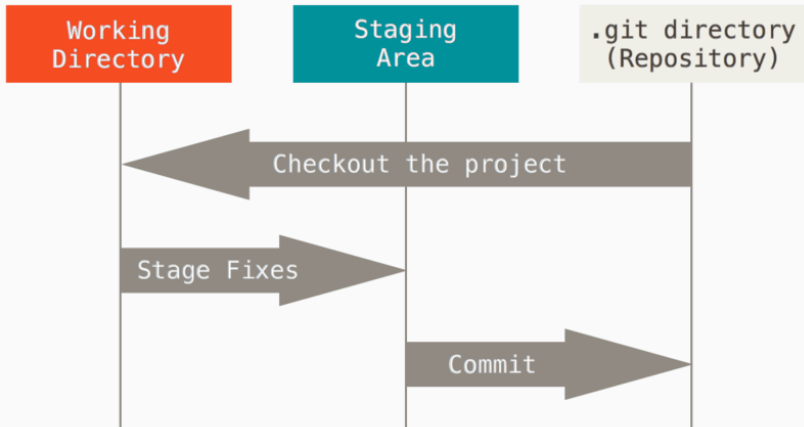 Working
Directory
Staging
Area
.git directory
(Repository)
Checkout the project
Stage Fixes
Commit